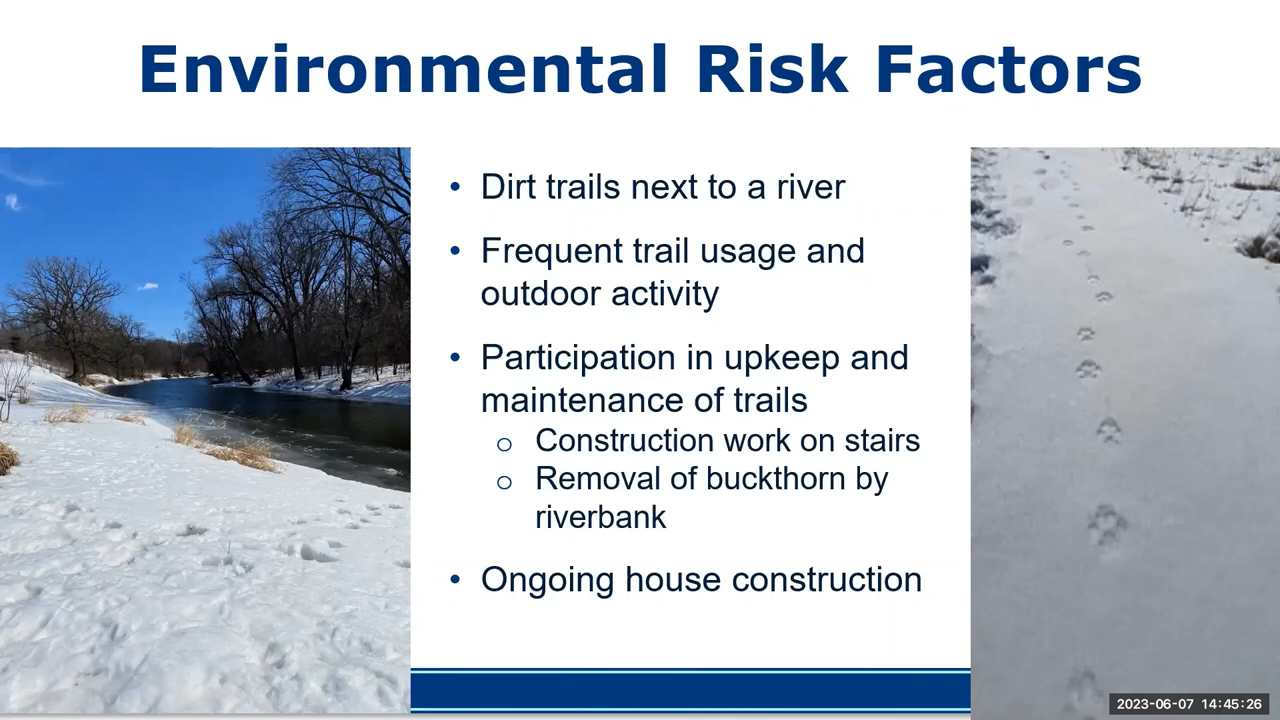 Environmental Risk Factors
• Dirt trails next to a river
• Frequent trail usage and
outdoor activity
• Participation in upkeep and
maintenance of trails
o Construction work on stairs
o Removal of buckthorn by
riverbank
• Ongoing house construction
2023-06-07 14:45:26